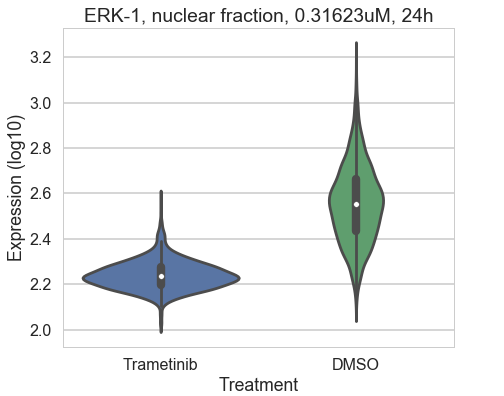 ERK-1, nuclear fraction, 0.31623uM, 24h
Expression (log10)
3.2
3.0
2.8
2.6
2.4
2.2
2.0
Trametinib DMSO
Treatment